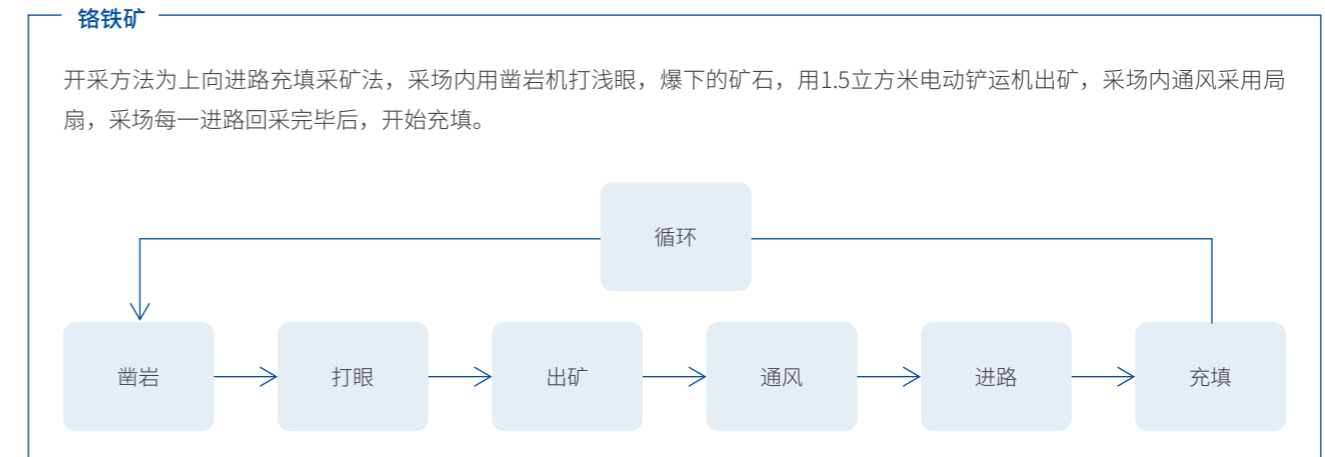 铬铁矿
开采方法为上向进路充填采矿法，采场内用凿岩机打浅眼，爆下的矿石，用1.5立方米电动铲运机出矿，采场内通风采用局
扇，采场每一进路回采完毕后，开始充填。
循环
凿岩
打眼
出矿
通风
进路
充填